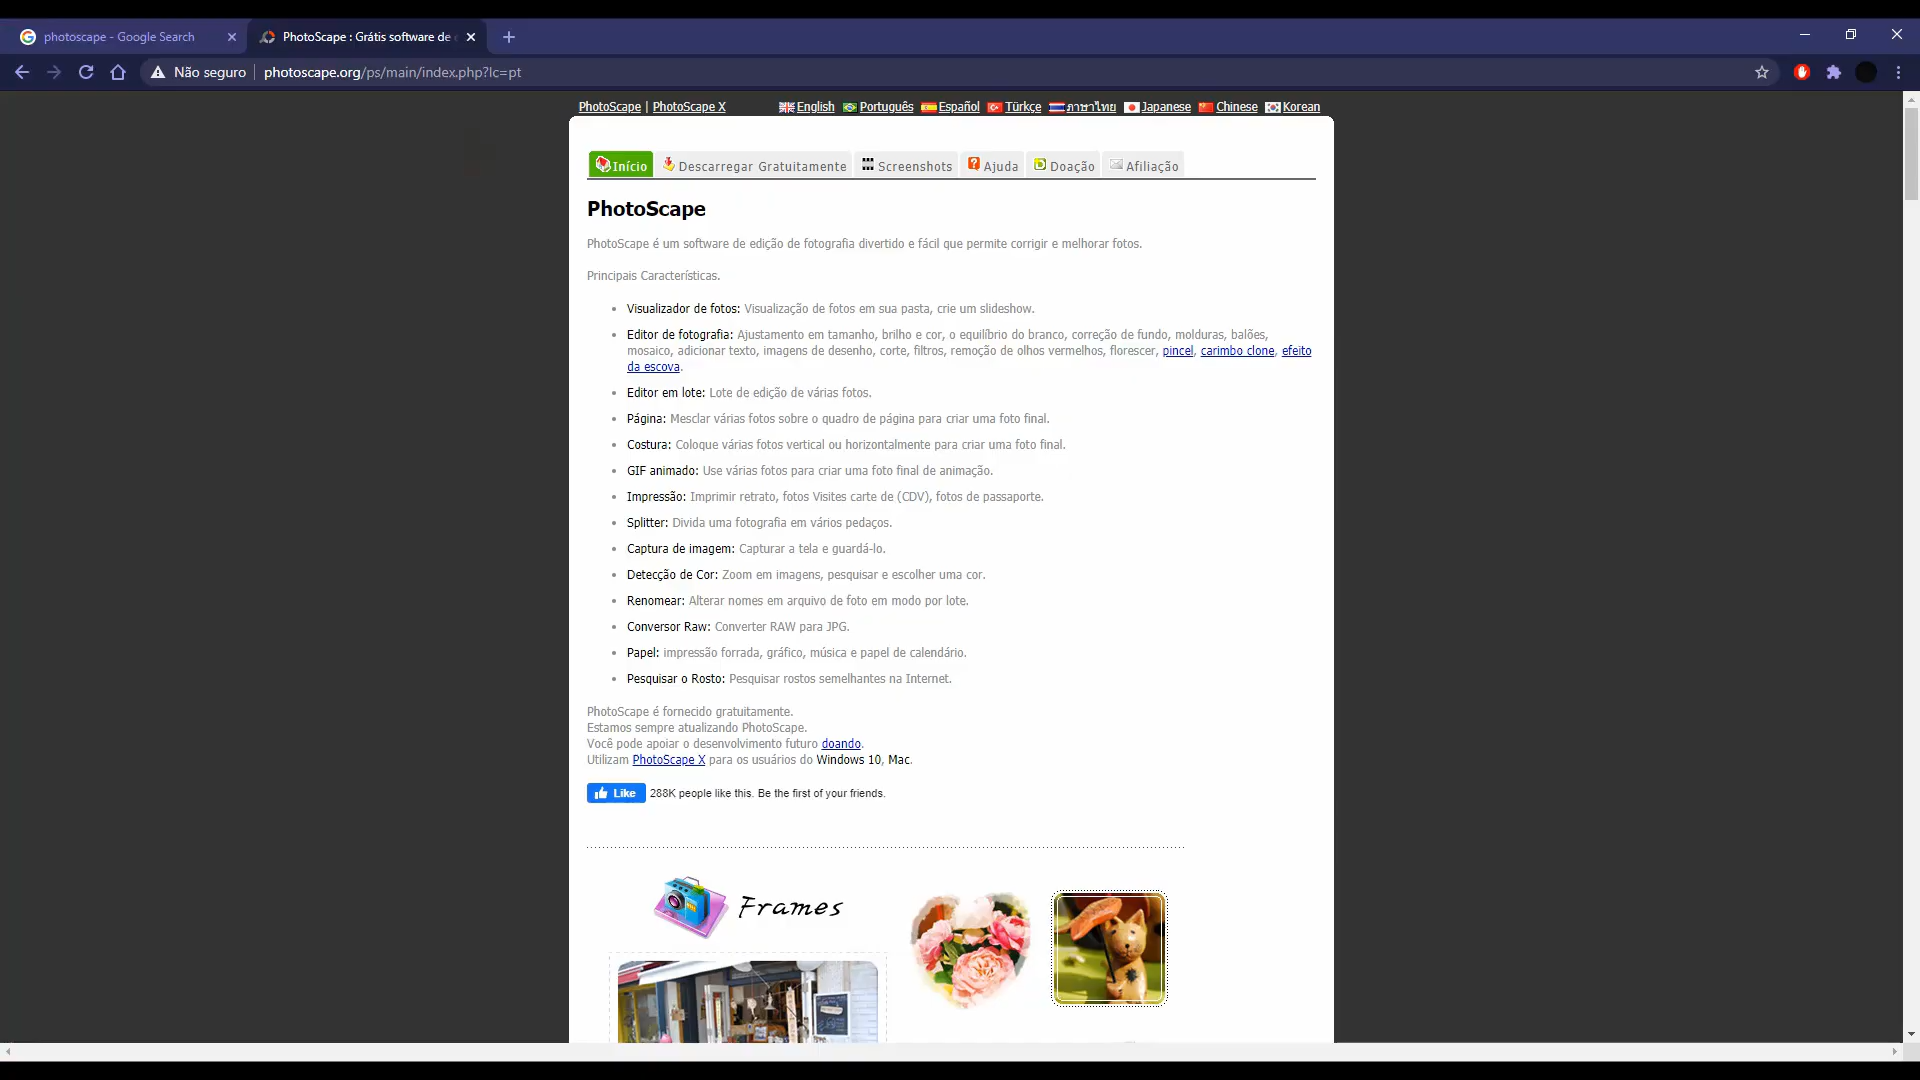 photoscape - Google Search
PhotoScape : Grátis software de
Não seguro
photoscape.org/ps/main/index.php?lc=pt
PhotoScape | PhotoScape X English Português Español Türkçe ภาษาไทย Japanese Chinese Korean
Início Descarregar Gratuitamente Screenshots Ajuda Doação Afiliação
PhotoScape
PhotoScape é um software de edição de fotografia divertido e fácil que permite corrigir e melhorar fotos.
Principais Características.
Visualizador de fotos: Visualização de fotos em sua pasta, crie um slideshow.
Editor de fotografia: Ajustamento em tamanho, brilho e cor, o equilíbrio do branco, correção de fundo, molduras, balões,
mosaico, adicionar texto, imagens de desenho, corte, filtros, remoção de olhos vermelhos, florescer, pincel, carimbo clone, efeito
da escova.
Editor em lote: Lote de edição de várias fotos.
Página: Mesclar várias fotos sobre o quadro de página para criar uma foto final.
Costura: Coloque várias fotos vertical ou horizontalmente para criar uma foto final.
GIF animado: Use várias fotos para criar uma foto final de animação.
Impressão: Imprimir retrato, fotos Visites carte de (CDV), fotos de passaporte.
Splitter: Divida uma fotografia em vários pedaços.
Captura de imagem: Capturar a tela e guardá-lo.
Detecção de Cor: Zoom em imagens, pesquisar e escolher uma cor.
Renomear: Alterar nomes em arquivo de foto em modo por lote.
Conversor Raw: Converter RAW para JPG.
Papel: impressão forrada, gráfico, música e papel de calendário.
Pesquisar o Rosto: Pesquisar rostos semelhantes na Internet.
PhotoScape é fornecido gratuitamente.
Estamos sempre atualizando PhotoScape.
Você pode apoiar o desenvolvimento futuro doando.
Utilizam PhotoScape X para os usuários do Windows 10, Mac.
Like 288K people like this. Be the first of your friends.
Frames